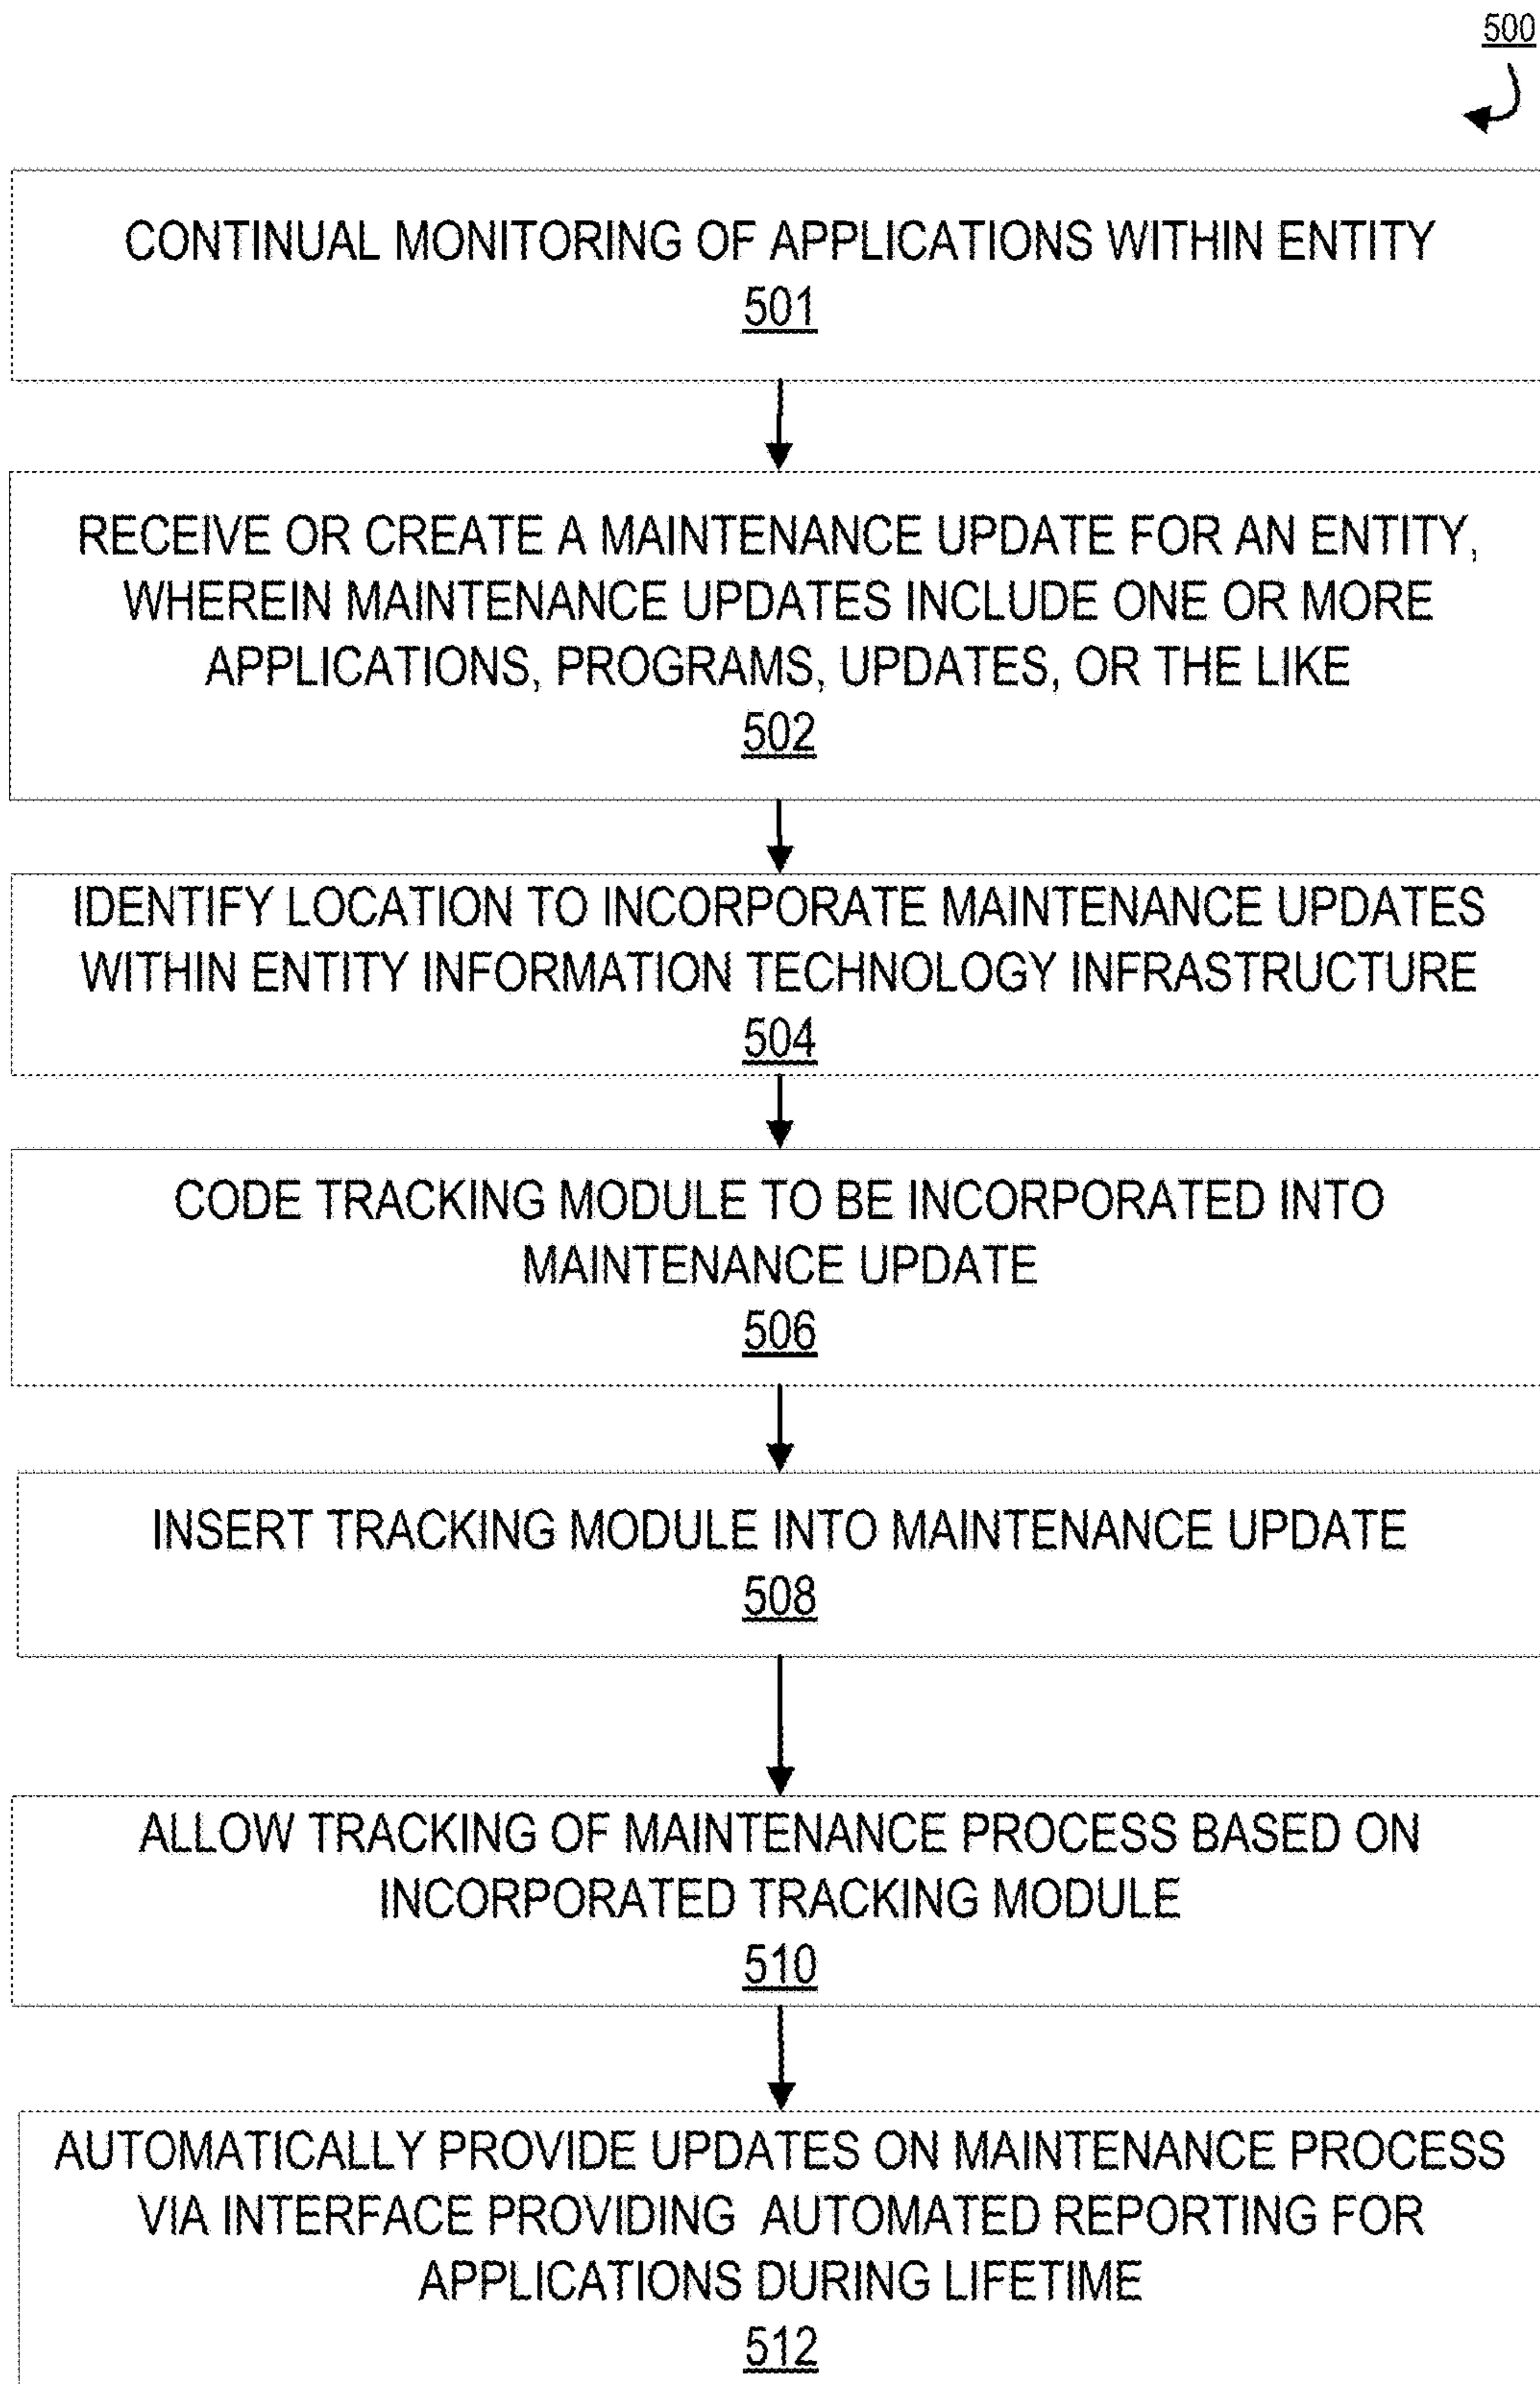 500
CONTINUAL MONITORING OF APPLICATIONS WITHIN ENTITY
501
RECEIVE OR CREATE A MAINTENANCE UPDATE FOR AN ENTITY,
WHEREIN MAINTENANCE UPDATES INCLUDE ONE OR MORE
APPLICATIONS, PROGRAMS, UPDATES, OR THE LIKE
502
IDENTIFY LOCATION TO INCORPORATE MAINTENANCE UPDATES
WITHIN ENTITY INFORMATION TECHNOLOGY INFRASTRUCTURE
504
CODE TRACKING MODULE TO BE INCORPORATED INTO
MAINTENANCE UPDATE
506
INSERT TRACKING MODULE INTO MAINTENANCE UPDATE
508
ALLOW TRACKING OF MAINTENANCE PROCESS BASED ON
INCORPORATED TRACKING MODULE
510
AUTOMATICALLY PROVIDE UPDATES ON MAINTENANCE PROCESS
VIA INTERFACE PROVIDING AUTOMATED REPORTING FOR
APPLICATIONS DURING LIFETIME
512